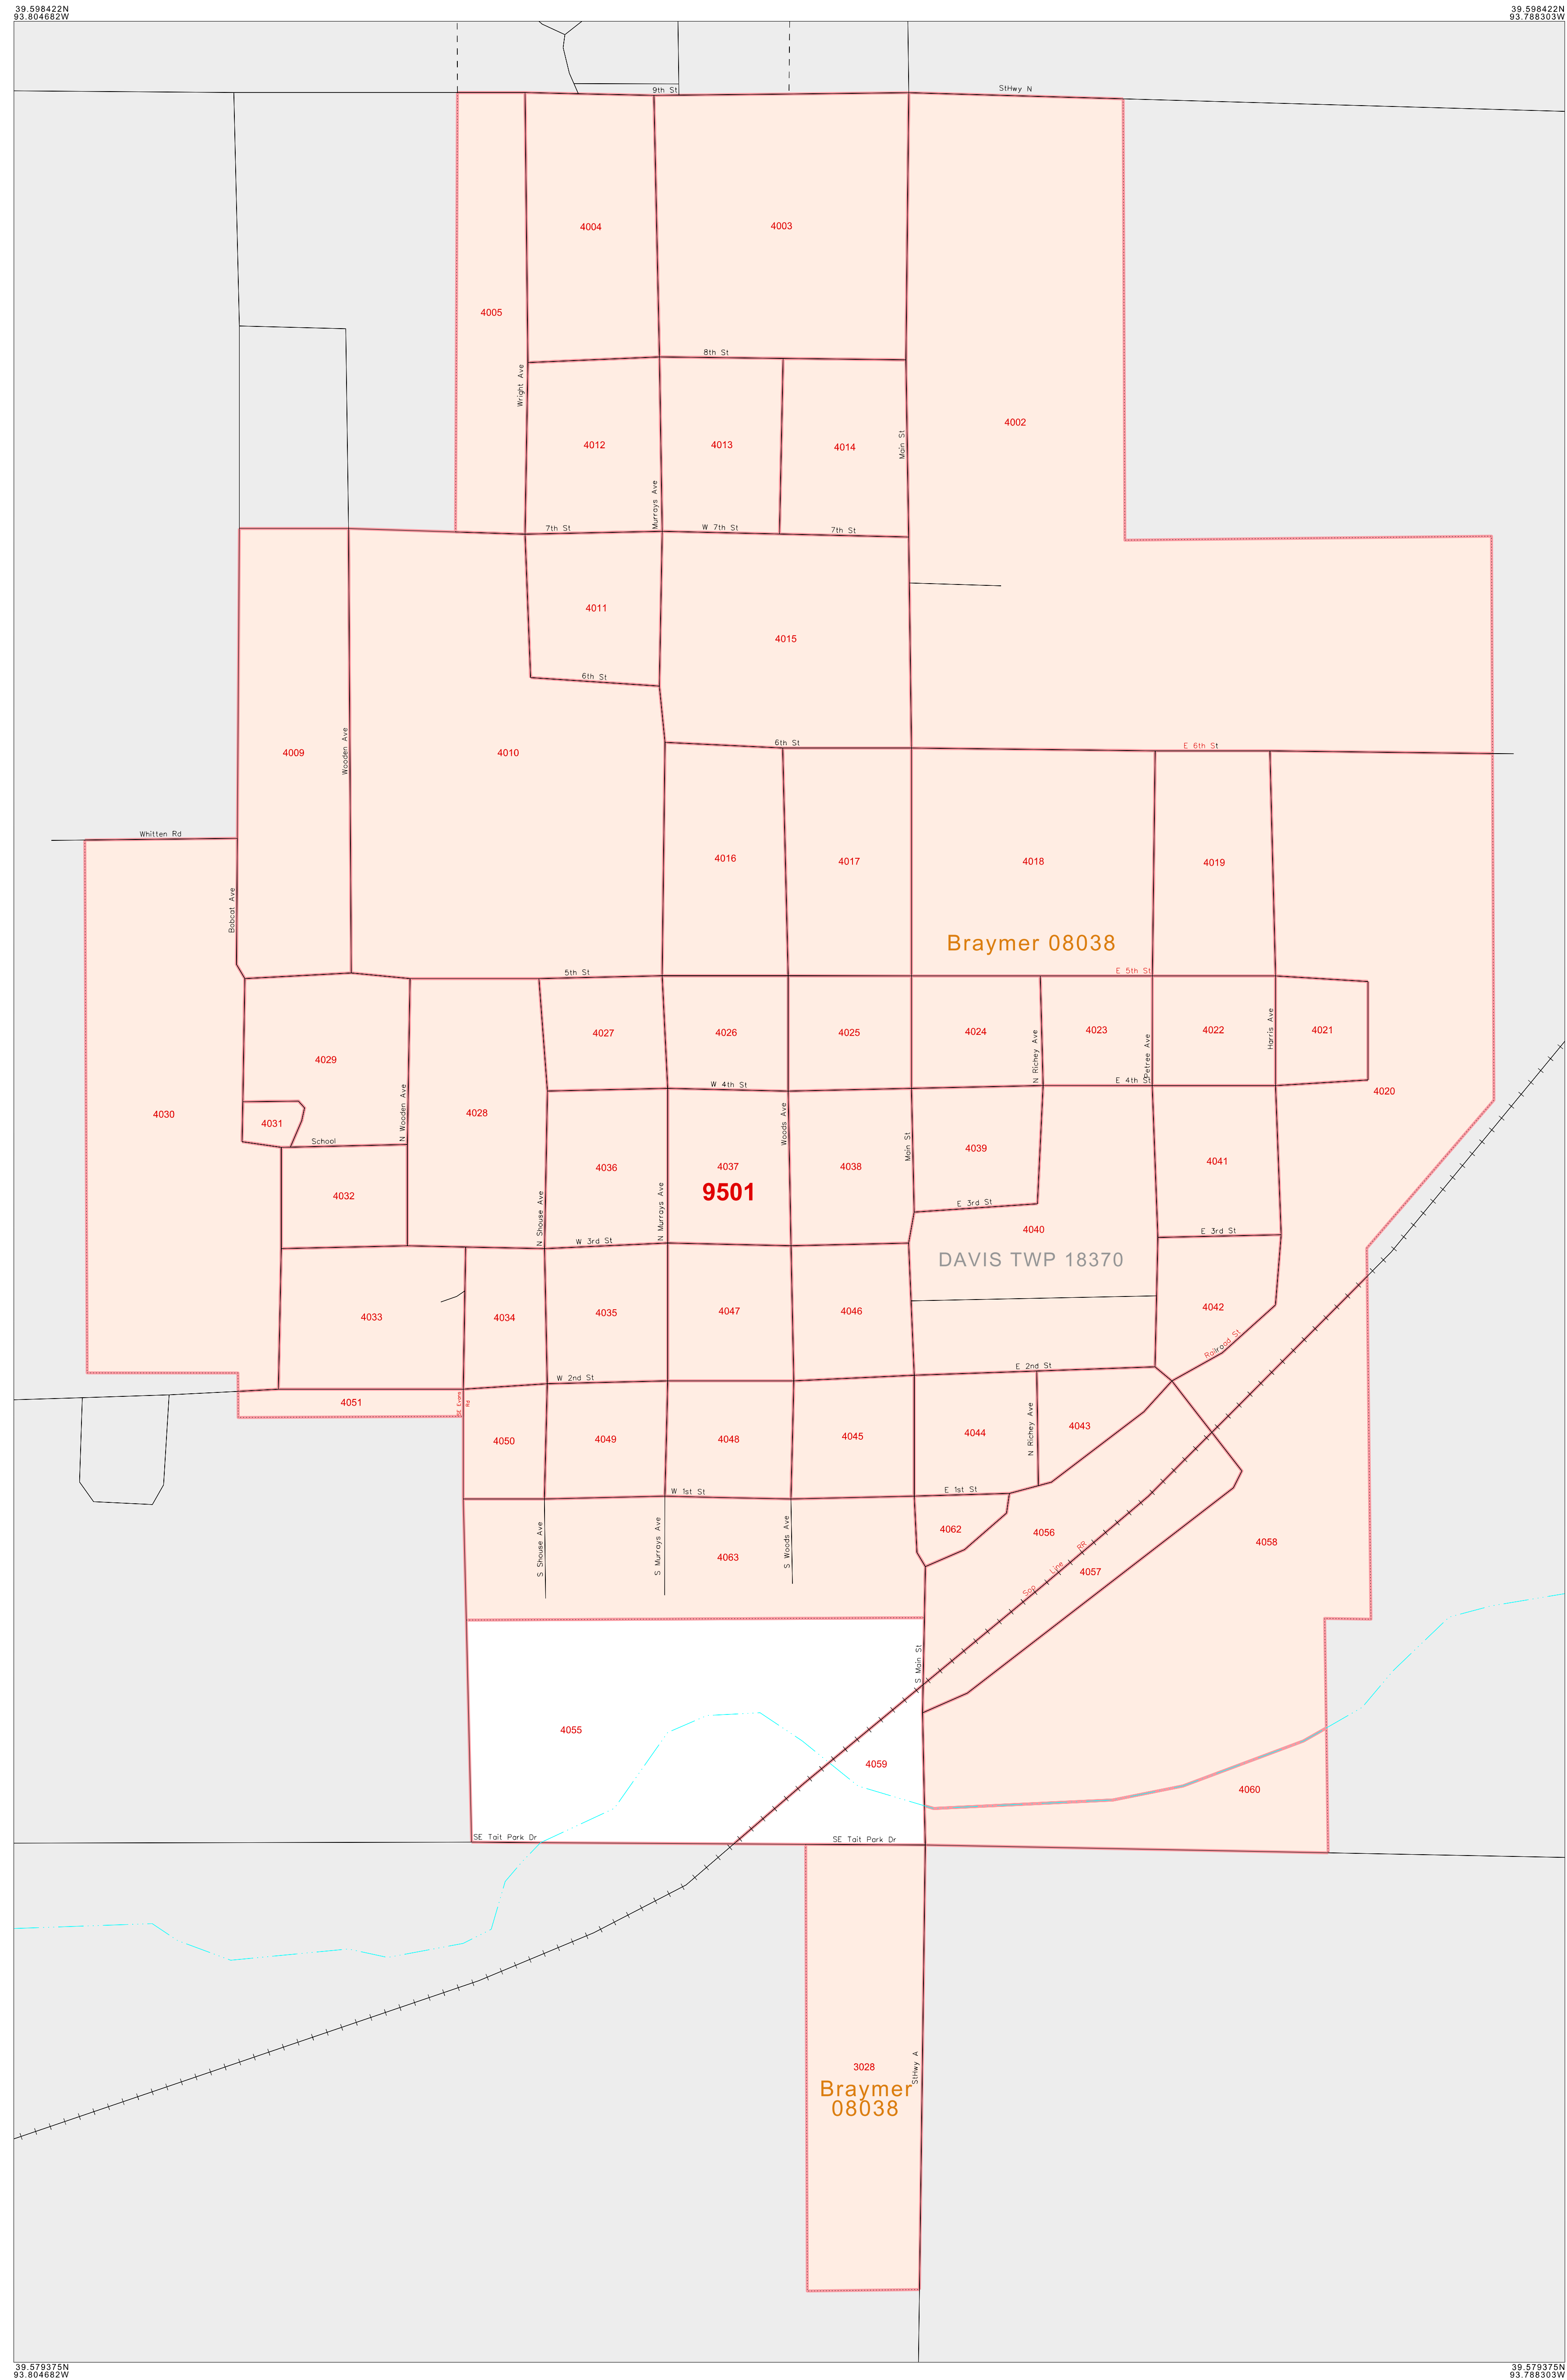 39.598422N
93.804682W
39.598422N
93.788303W
9th St
StHwy N
4004
4003
4005
8th St
Wright Ave
4002
4012
4013
4014
Main St
Murrays Ave
7th St
W 7th St
7th St
4011
4015
6th St
6th St
E 6th St
4009
Wooden Ave
4010
Whitten Rd
4016
4017
4018
4019
Bobcat Ave
Braymer 08038
5th St
E 5th St
4027
4026
4025
4024
N Richey Ave
4023
Petree Ave
4022
Harris Ave
4021
4029
W 4th St
E 4th St
4020
4030
4031
School
N Wooden Ave
4028
Woods Ave
Main St
4039
4036
4037
4038
4041
9501
4032
N Shouse Ave
N Murrays Ave
E 3rd St
4040
E 3rd St
W 3rd St
DAVIS TWP 18370
4033
4034
4035
4047
4046
4042
Railroad St
E 2nd St
W 2nd St
4051
SE Evans
Rd
4050
4049
4048
4045
4044
N Richey Ave
4043
W 1st St
E 1st St
4062
4056
4058
S Shouse Ave
S Murrays Ave
S Woods Ave
4063
Soo Line RR
4057
S Main St
4055
4059
4060
SE Tait Park Dr
SE Tait Park Dr
3028
StHwy A
Braymer
08038
39.579375N
93.804682W
39.579375N
93.788303W